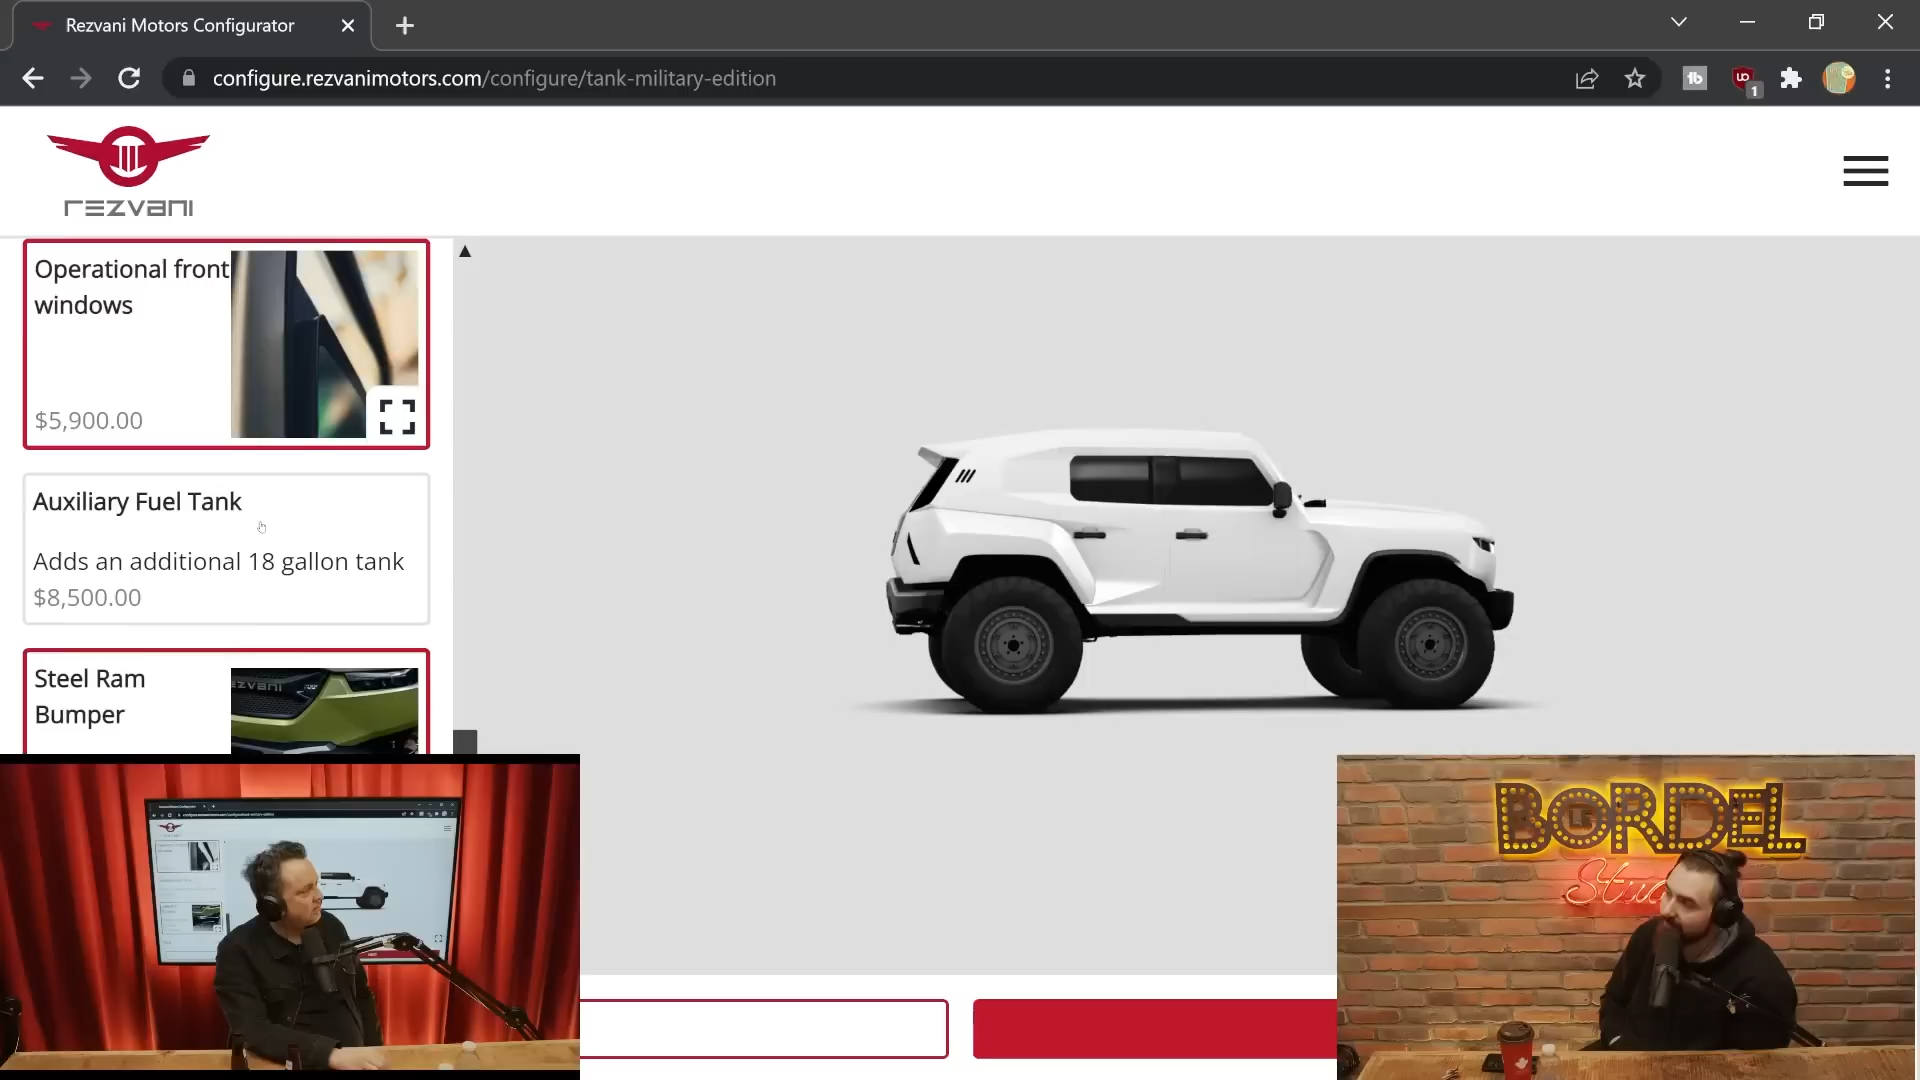 Rezvani Motors Configurator
configure.rezvanimotors.com/configure/tank-military-edition
1
rezvani
Operational front
windows
$5,900.00
Auxiliary Fuel Tank
Adds an additional 18 gallon tank
$8,500.00
Steel Ram
Bumper
BORDEL